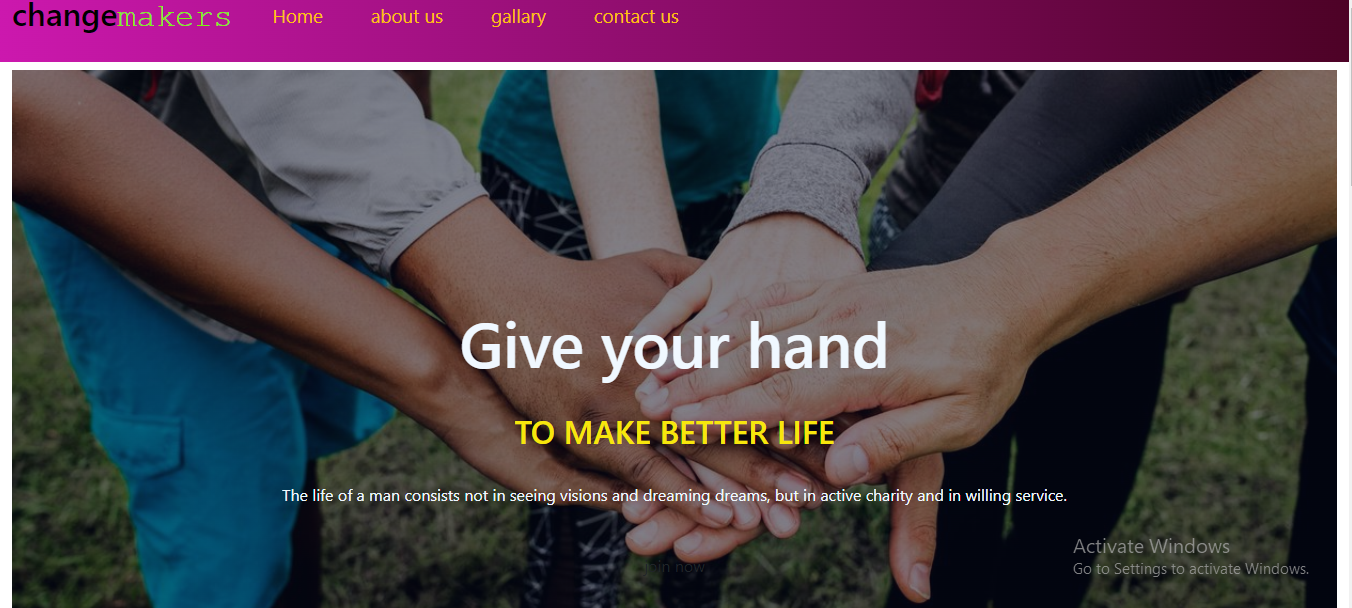 changemakers Home about us gallary contact us
Give your hand
TO MAKE BETTER LIFE
The life of a man consists not in seeing visions and dreaming dreams, but in active charity and in willing service.
Activate Windows
Join now
Go to Settings to activate Windows.